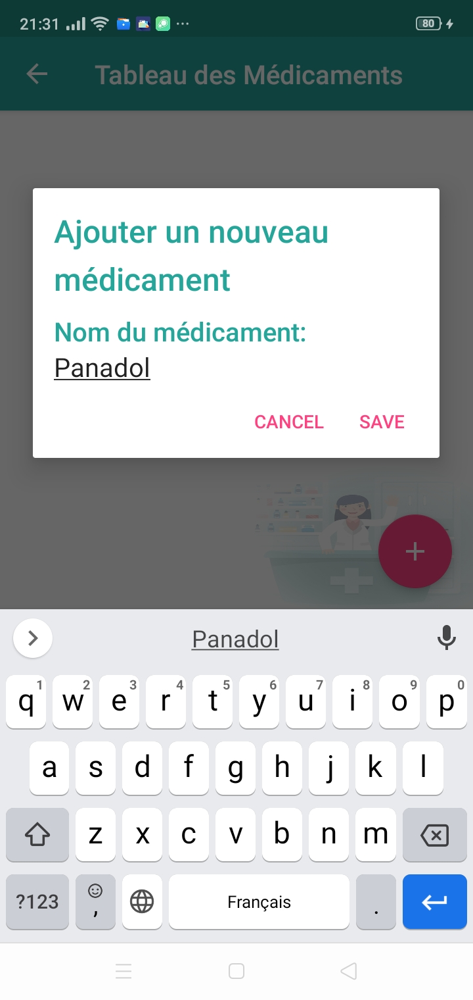 21:31 ... 80
Tableau des Médicaments
Ajouter un nouveau
médicament
Nom du médicament:
Panadol
CANCEL SAVE
+
Panadol
q1 w2 e3 r4 t5 y6 u7 i8 o9 p0
a s d f g h j k l
z x c v b n m
?123 , Français .